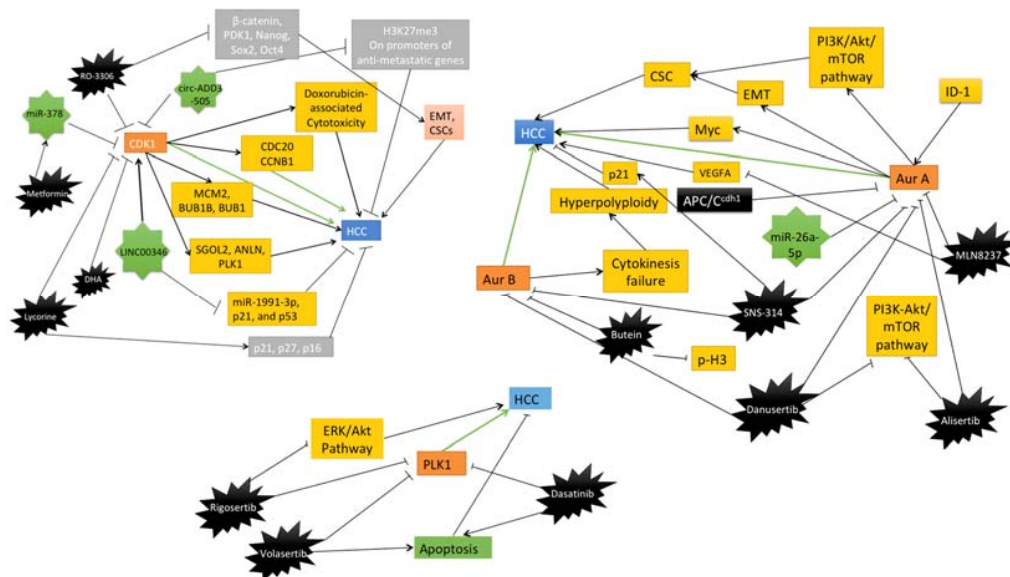 β-catenin,
PDK1, Nanog,
Sox2, Oct4
H3K27me3
On promoters of
anti-metastatic genes
RO-3306
circ-ADD3
-505
miR-378
Doxorubicin-
associated
Cytotoxicity
EMT,
CSCs
CDK1
CDC20
CCNB1
Metformin
MCM2,
BUB1B, BUB1
HCC
LINC00346
SGOL2, ANLN,
PLK1
DHA
miR-1991-3p,
p21, and p53
Lycorine
p21, p27, p16
PI3K/Akt/
mTOR
pathway
CSC
EMT
ID-1
HCC
Myc
p21
VEGFA
Aur A
APC/Ccdh1
Hyperpolyploidy
miR-26a-
5p
MLN8237
Aur B
Cytokinesis
failure
SNS-314
Butein
p-H3
PI3K-Akt/
mTOR
pathway
Danusertib
Alisertib
HCC
ERK/Akt
Pathway
PLK1
Rigosertib
Dasatinib
Volasertib
Apoptosis